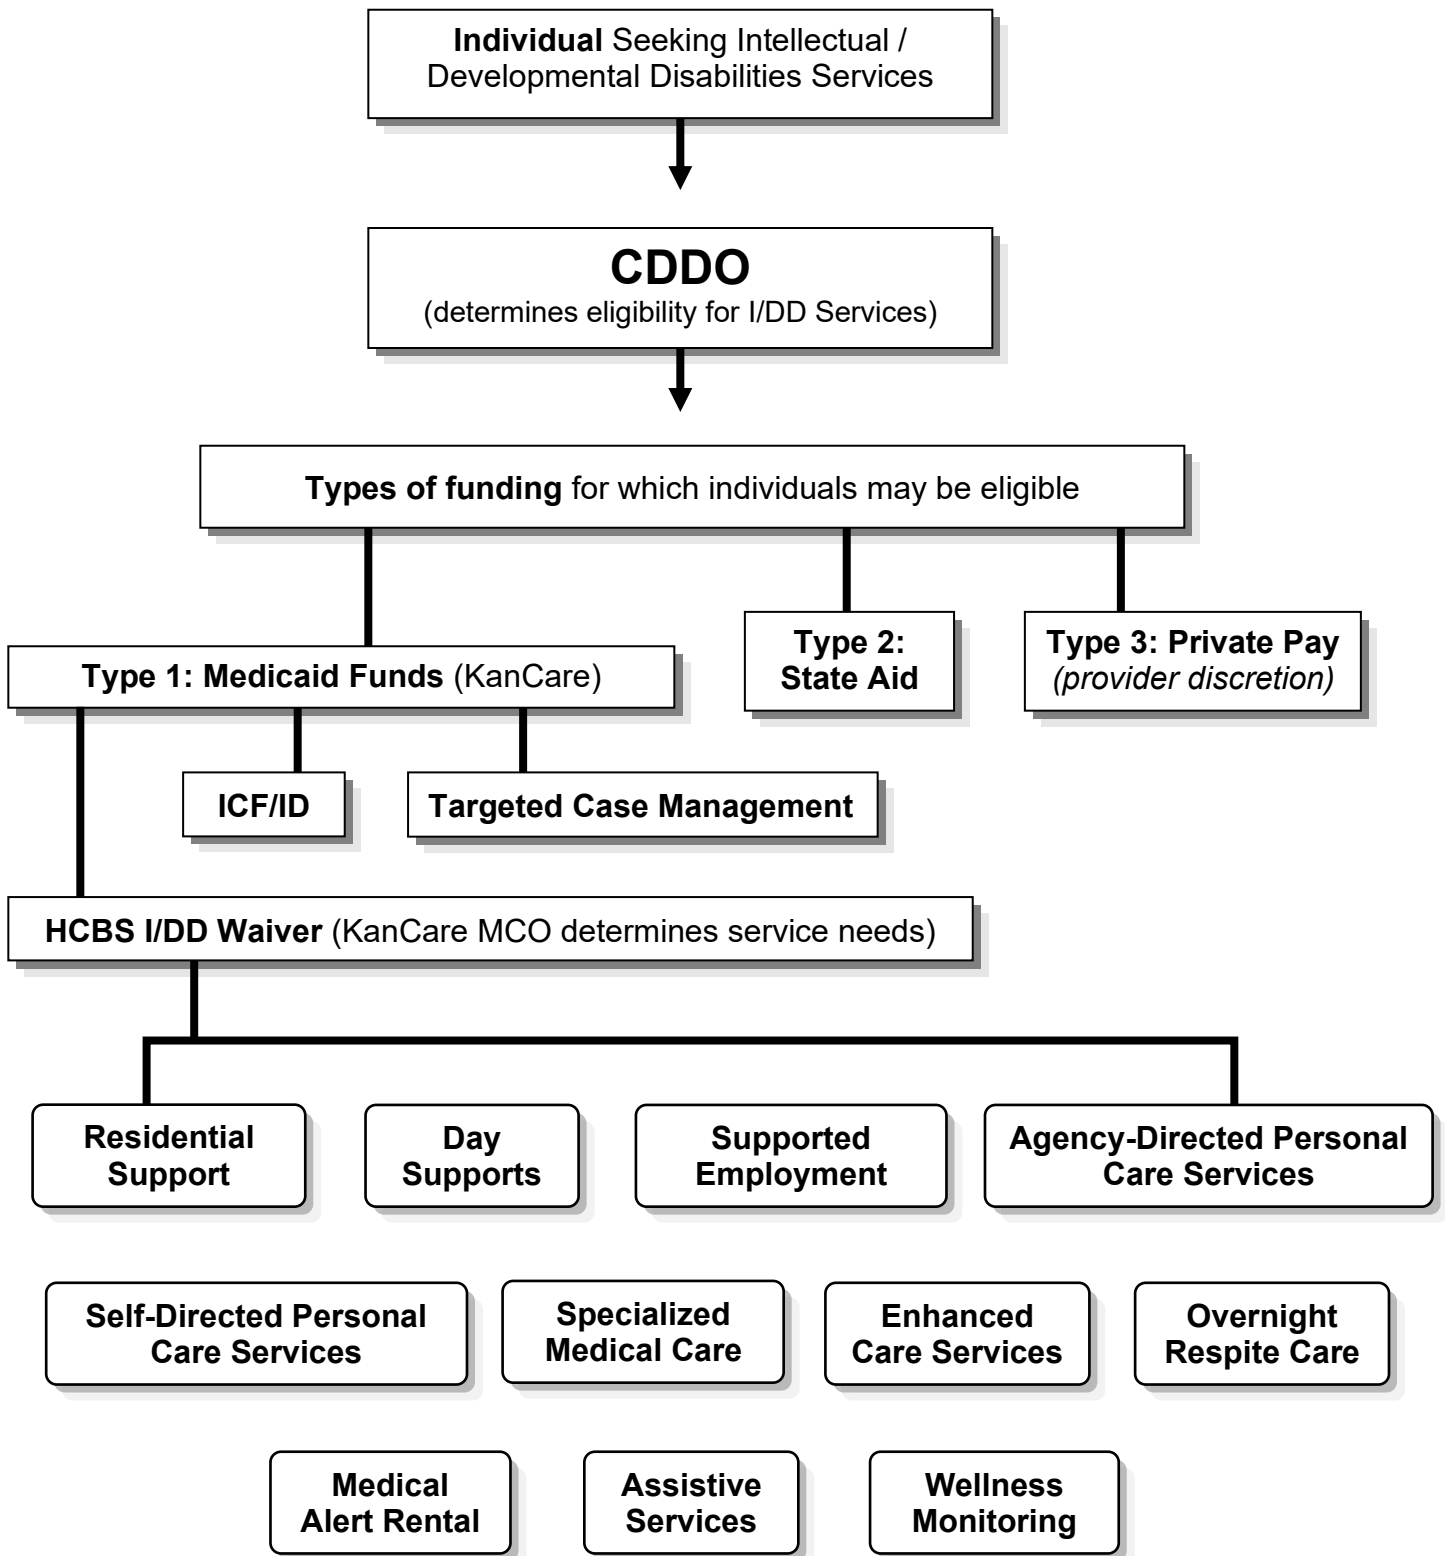 Individual Seeking Intellectual /
Developmental Disabilities Services
CDDO
(determines eligibility for I/DD Services)
Types of funding for which individuals may be eligible
Type 1: Medicaid Funds (KanCare)
Type 2:
State Aid
Type 3: Private Pay
(provider discretion)
ICF/ID
Targeted Case Management
HCBS I/DD Waiver (KanCare MCO determines service needs)
Residential
Support
Day
Supports
Supported
Employment
Agency-Directed Personal
Care Services
Self-Directed Personal
Care Services
Specialized
Medical Care
Enhanced
Care Services
Overnight
Respite Care
Medical
Alert Rental
Assistive
Services
Wellness
Monitoring